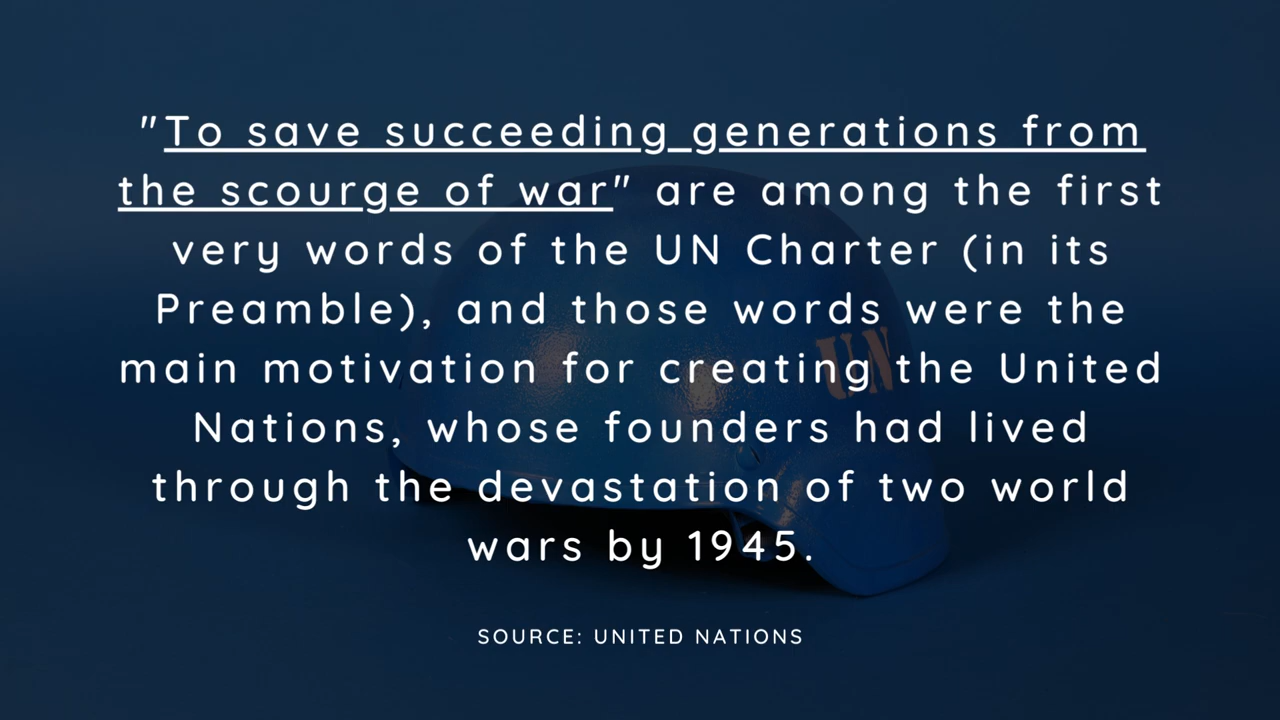 "To save succeeding generations from
the scourge of war" are among the first
very words of the UN Charter (in its
Preamble), and those words were the
main motivation for creating the United
Nations, whose founders had lived
through the devastation of two world
wars by 1945.
UN
SOURCE: UNITED NATIONS